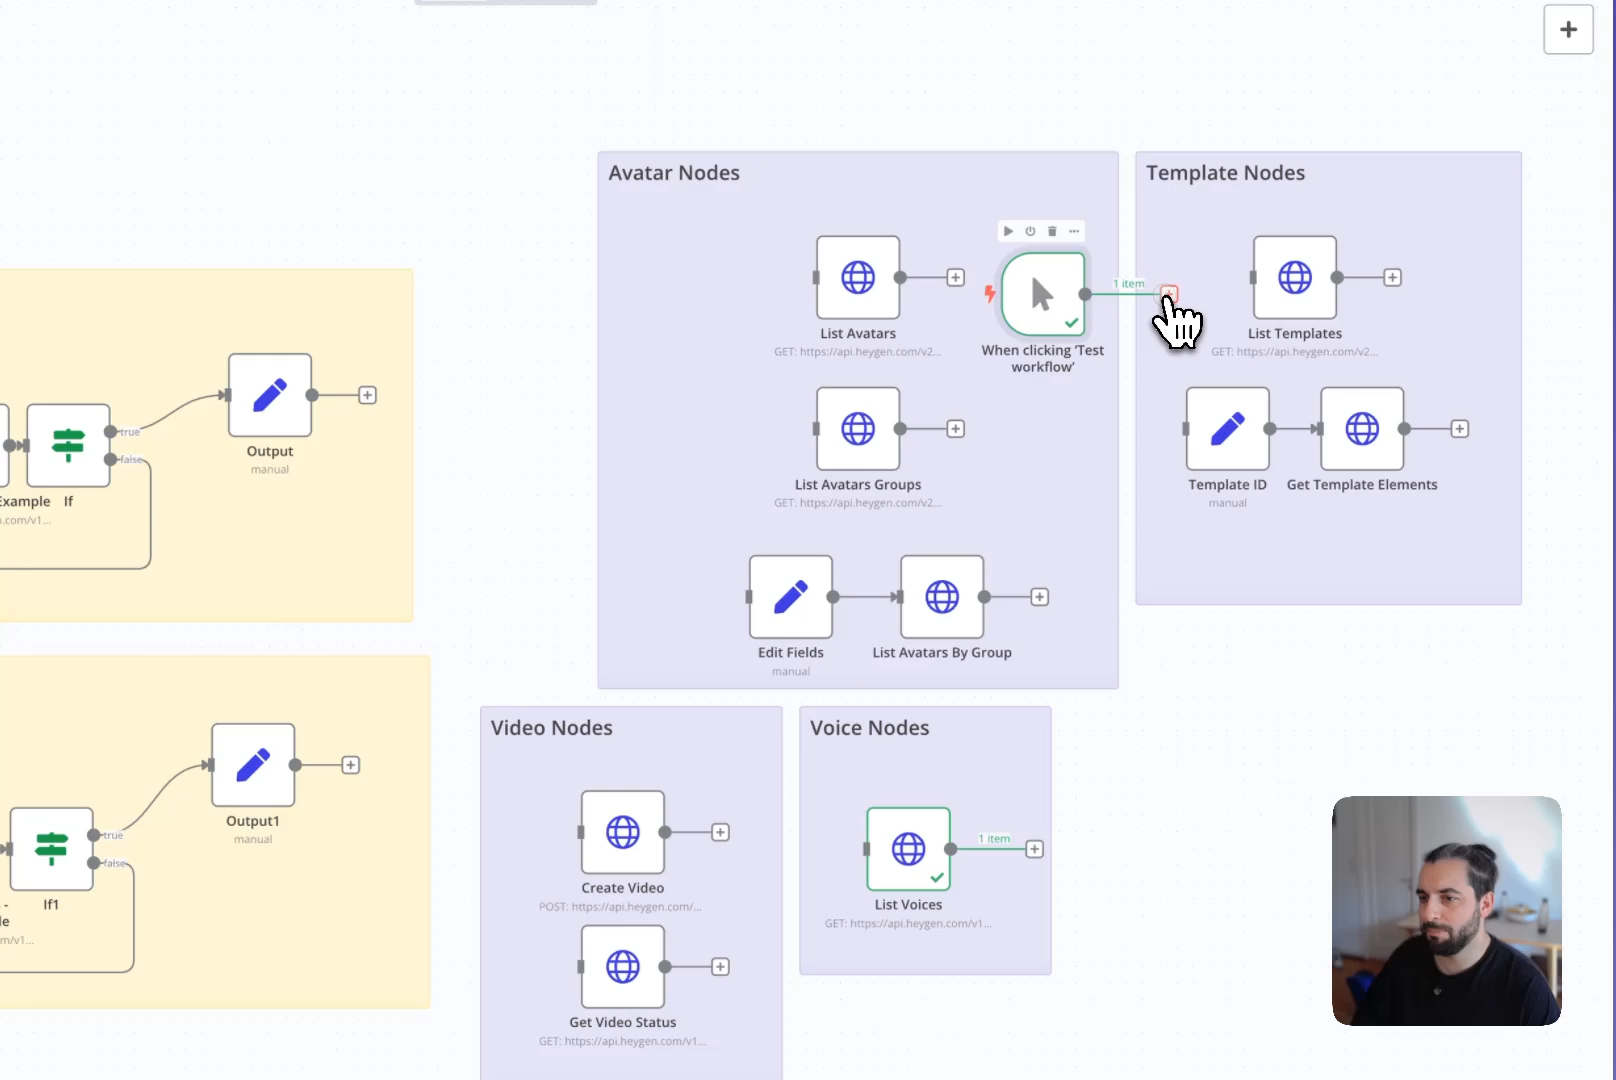 Avatar Nodes
Template Nodes
1 item
List Avatars
GET: https://api.heygen.com/v2...
When clicking 'Test
workflow'
List Templates
GET: https://api.heygen.com/v2...
true
false
Output
manual
Example
If
.com/v1...
List Avatars Groups
GET: https://api.heygen.com/v2...
Template ID
manual
Get Template Elements
Edit Fields
manual
List Avatars By Group
Video Nodes
Voice Nodes
true
false
Output1
manual
If1
-
le
m/v1...
Create Video
POST: https://api.heygen.com/...
1 item
List Voices
GET: https://api.heygen.com/v1...
Get Video Status
GET: https://api.heygen.com/v1...